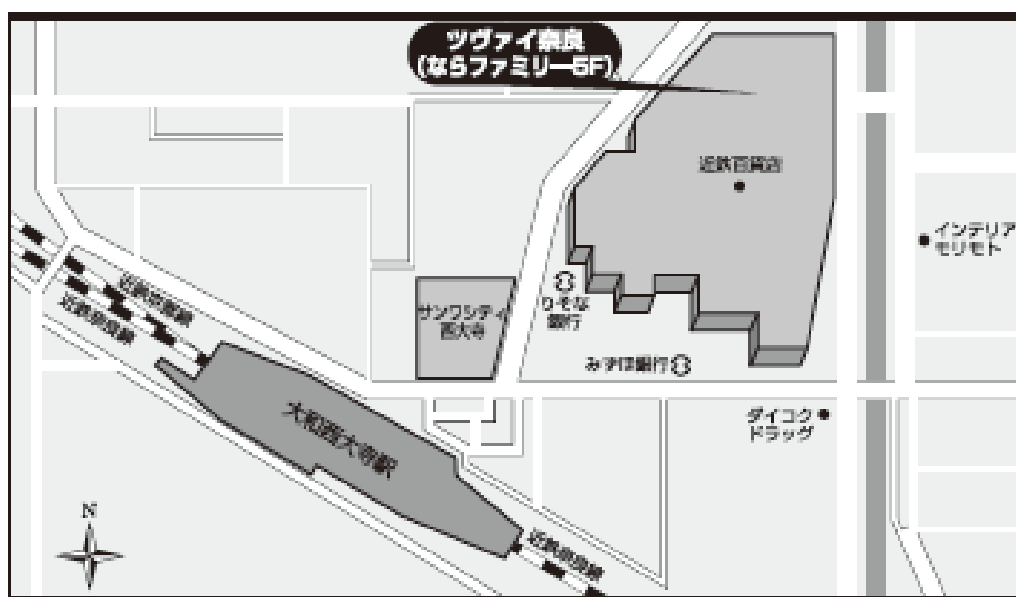 ツヴァイ奈良
(ならファミリー5F)
近鉄百貨店
インテリア
モリモト
りそな
銀行
サンワシティ
西大寺
みずほ銀行
ダイコク
ドラッグ
近鉄京都線
近鉄奈良線
大和西大寺駅
近鉄奈良線
N